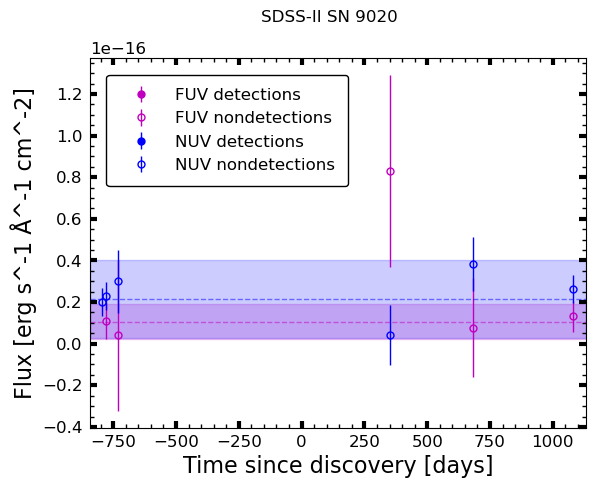 SDSS-II SN 9020
1e−16
FUV detections
FUV nondetections
NUV detections
NUV nondetections
1.2
1.0
0.8
0.6
0.4
0.2
0.0
−0.2
−0.4
Flux [erg s^-1 Å^-1 cm^-2]
−750 −500 −250 0 250 500 750 1000
Time since discovery [days]